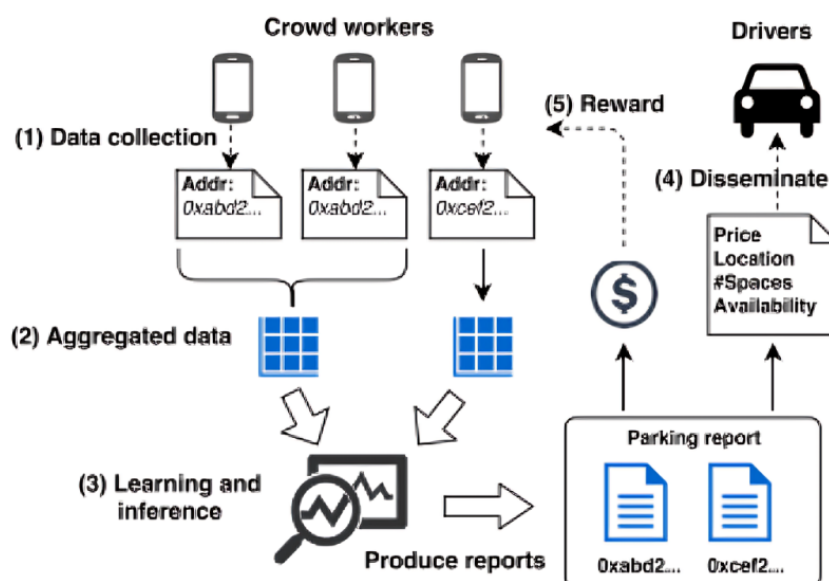 Crowd workers
Drivers
(5) Reward
(1) Data collection
(4) Disseminate
Addr:
0xabd2...
Addr:
0xabd2...
Addr:
0xcef2...
Price
Location
#Spaces
Availability
$
(2) Aggregated data
Parking report
(3) Learning and
inference
Produce reports
0xabd2...
0xcef2...